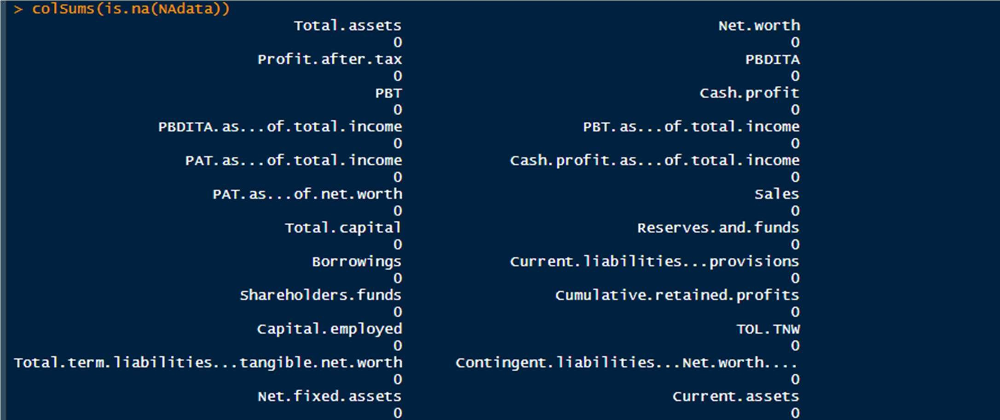 > colSums(is.na(NAdata))
Total.assets Net.worth
0 0
Profit.after.tax PBDITA
0 0
PBT Cash.profit
0 0
PBDITA.as...of.total.income PBT.as...of.total.income
0 0
PAT.as...of.total.income Cash.profit.as...of.total.income
0 0
PAT.as...of.net.worth Sales
0 0
Total.capital Reserves.and.funds
0 0
Borrowings Current.liabilities...provisions
0 0
Shareholders.funds Cumulative.retained.profits
0 0
Capital.employed TOL.TNW
0 0
Total.term.liabilities...tangible.net.worth Contingent.liabilities...Net.worth....
0 0
Net.fixed.assets Current.assets
0 0